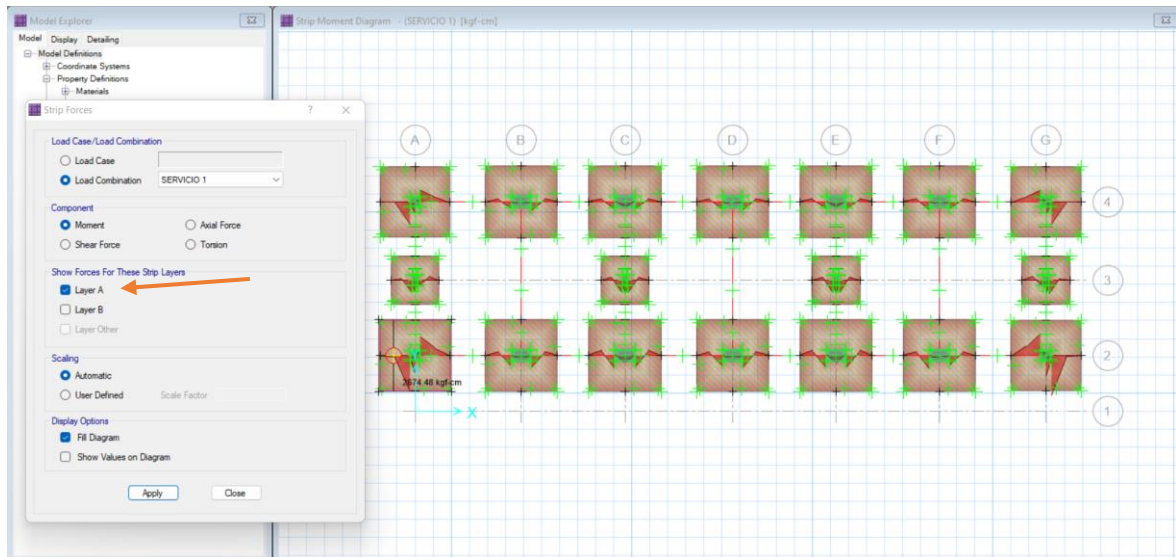 Model Explorer
Model Display Detailing
Model Definitions
Coordinate Systems
Property Definitions
Materials
Strip Forces
?
Load Case/Load Combination
Load Case
Load Combination SERVICIO 1
Component
Moment Axial Force
Shear Force Torsion
Show Forces For These Strip Layers
Layer A
Layer B
Layer Other
Scaling
Automatic
User Defined Scale Factor
Display Options
Fill Diagram
Show Values on Diagram
Apply Close
Strip Moment Diagram - (SERVICIO 1) [kgf-cm]
A B C D E F G
4
3
2
Y
2674.48 kgf-cm
X
1